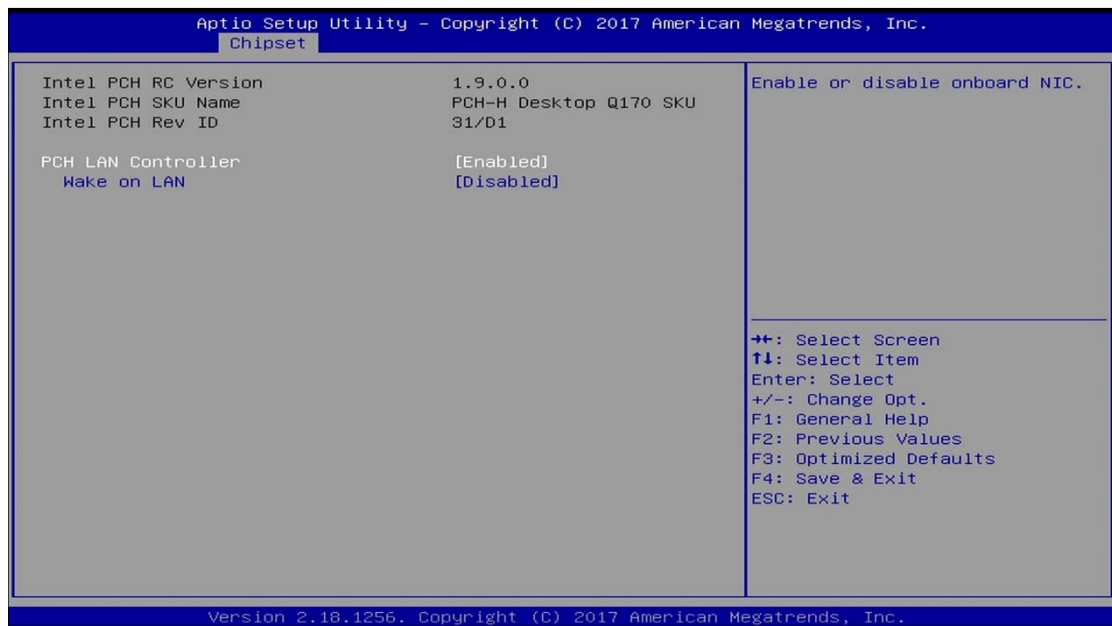 Aptio Setup Utility – Copyright (C) 2017 American Megatrends, Inc.
Chipset
Intel PCH RC Version 1.9.0.0
Intel PCH SKU Name PCH-H Desktop Q170 SKU
Intel PCH Rev ID 31/D1
PCH LAN Controller [Enabled]
Wake on LAN [Disabled]
Enable or disable onboard NIC.
→←: Select Screen
↑↓: Select Item
Enter: Select
+/-: Change Opt.
F1: General Help
F2: Previous Values
F3: Optimized Defaults
F4: Save & Exit
ESC: Exit
Version 2.18.1256. Copyright (C) 2017 American Megatrends, Inc.